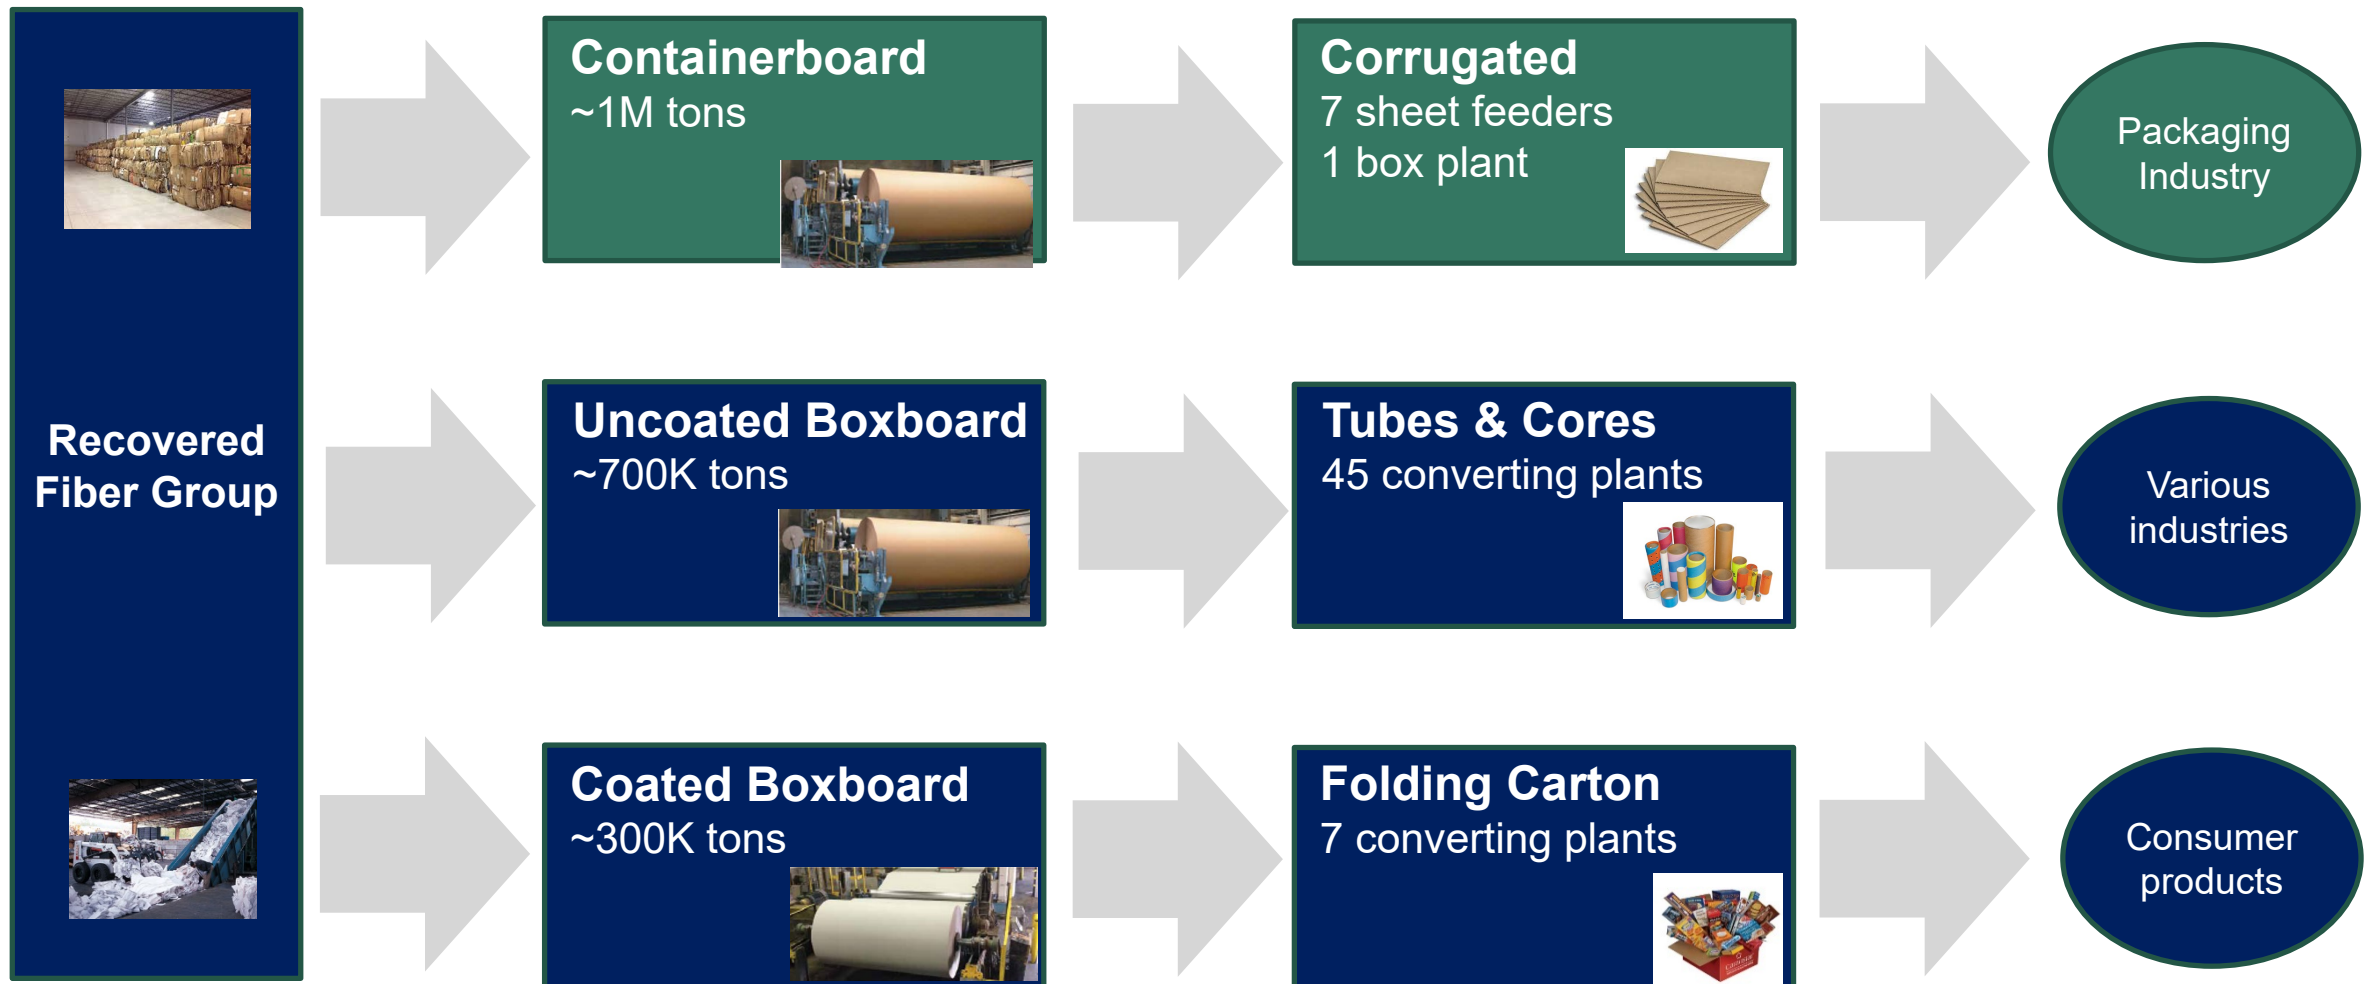 Recovered
Fiber Group
Containerboard
~1M tons
Corrugated
7 sheet feeders
1 box plant
Packaging
Industry
Uncoated Boxboard
~700K tons
Tubes & Cores
45 converting plants
Various
industries
Coated Boxboard
~300K tons
Folding Carton
7 converting plants
Consumer
products